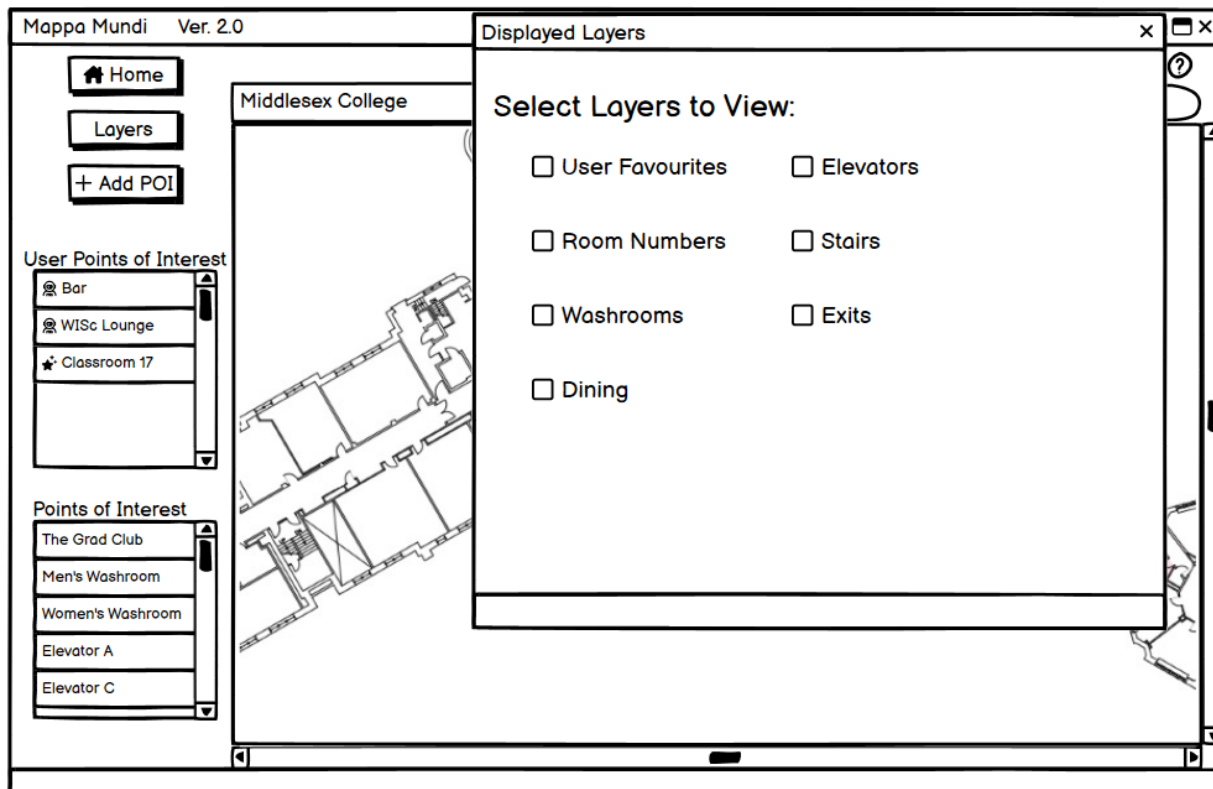 Mappa Mundi Ver. 2.0
Displayed Layers
Home
Layers
+ Add POI
Middlesex College
Select Layers to View:
User Favourites
Elevators
Room Numbers
Stairs
Washrooms
Exits
Dining
User Points of Interest
Bar
WISc Lounge
Classroom 17
Points of Interest
The Grad Club
Men's Washroom
Women's Washroom
Elevator A
Elevator C